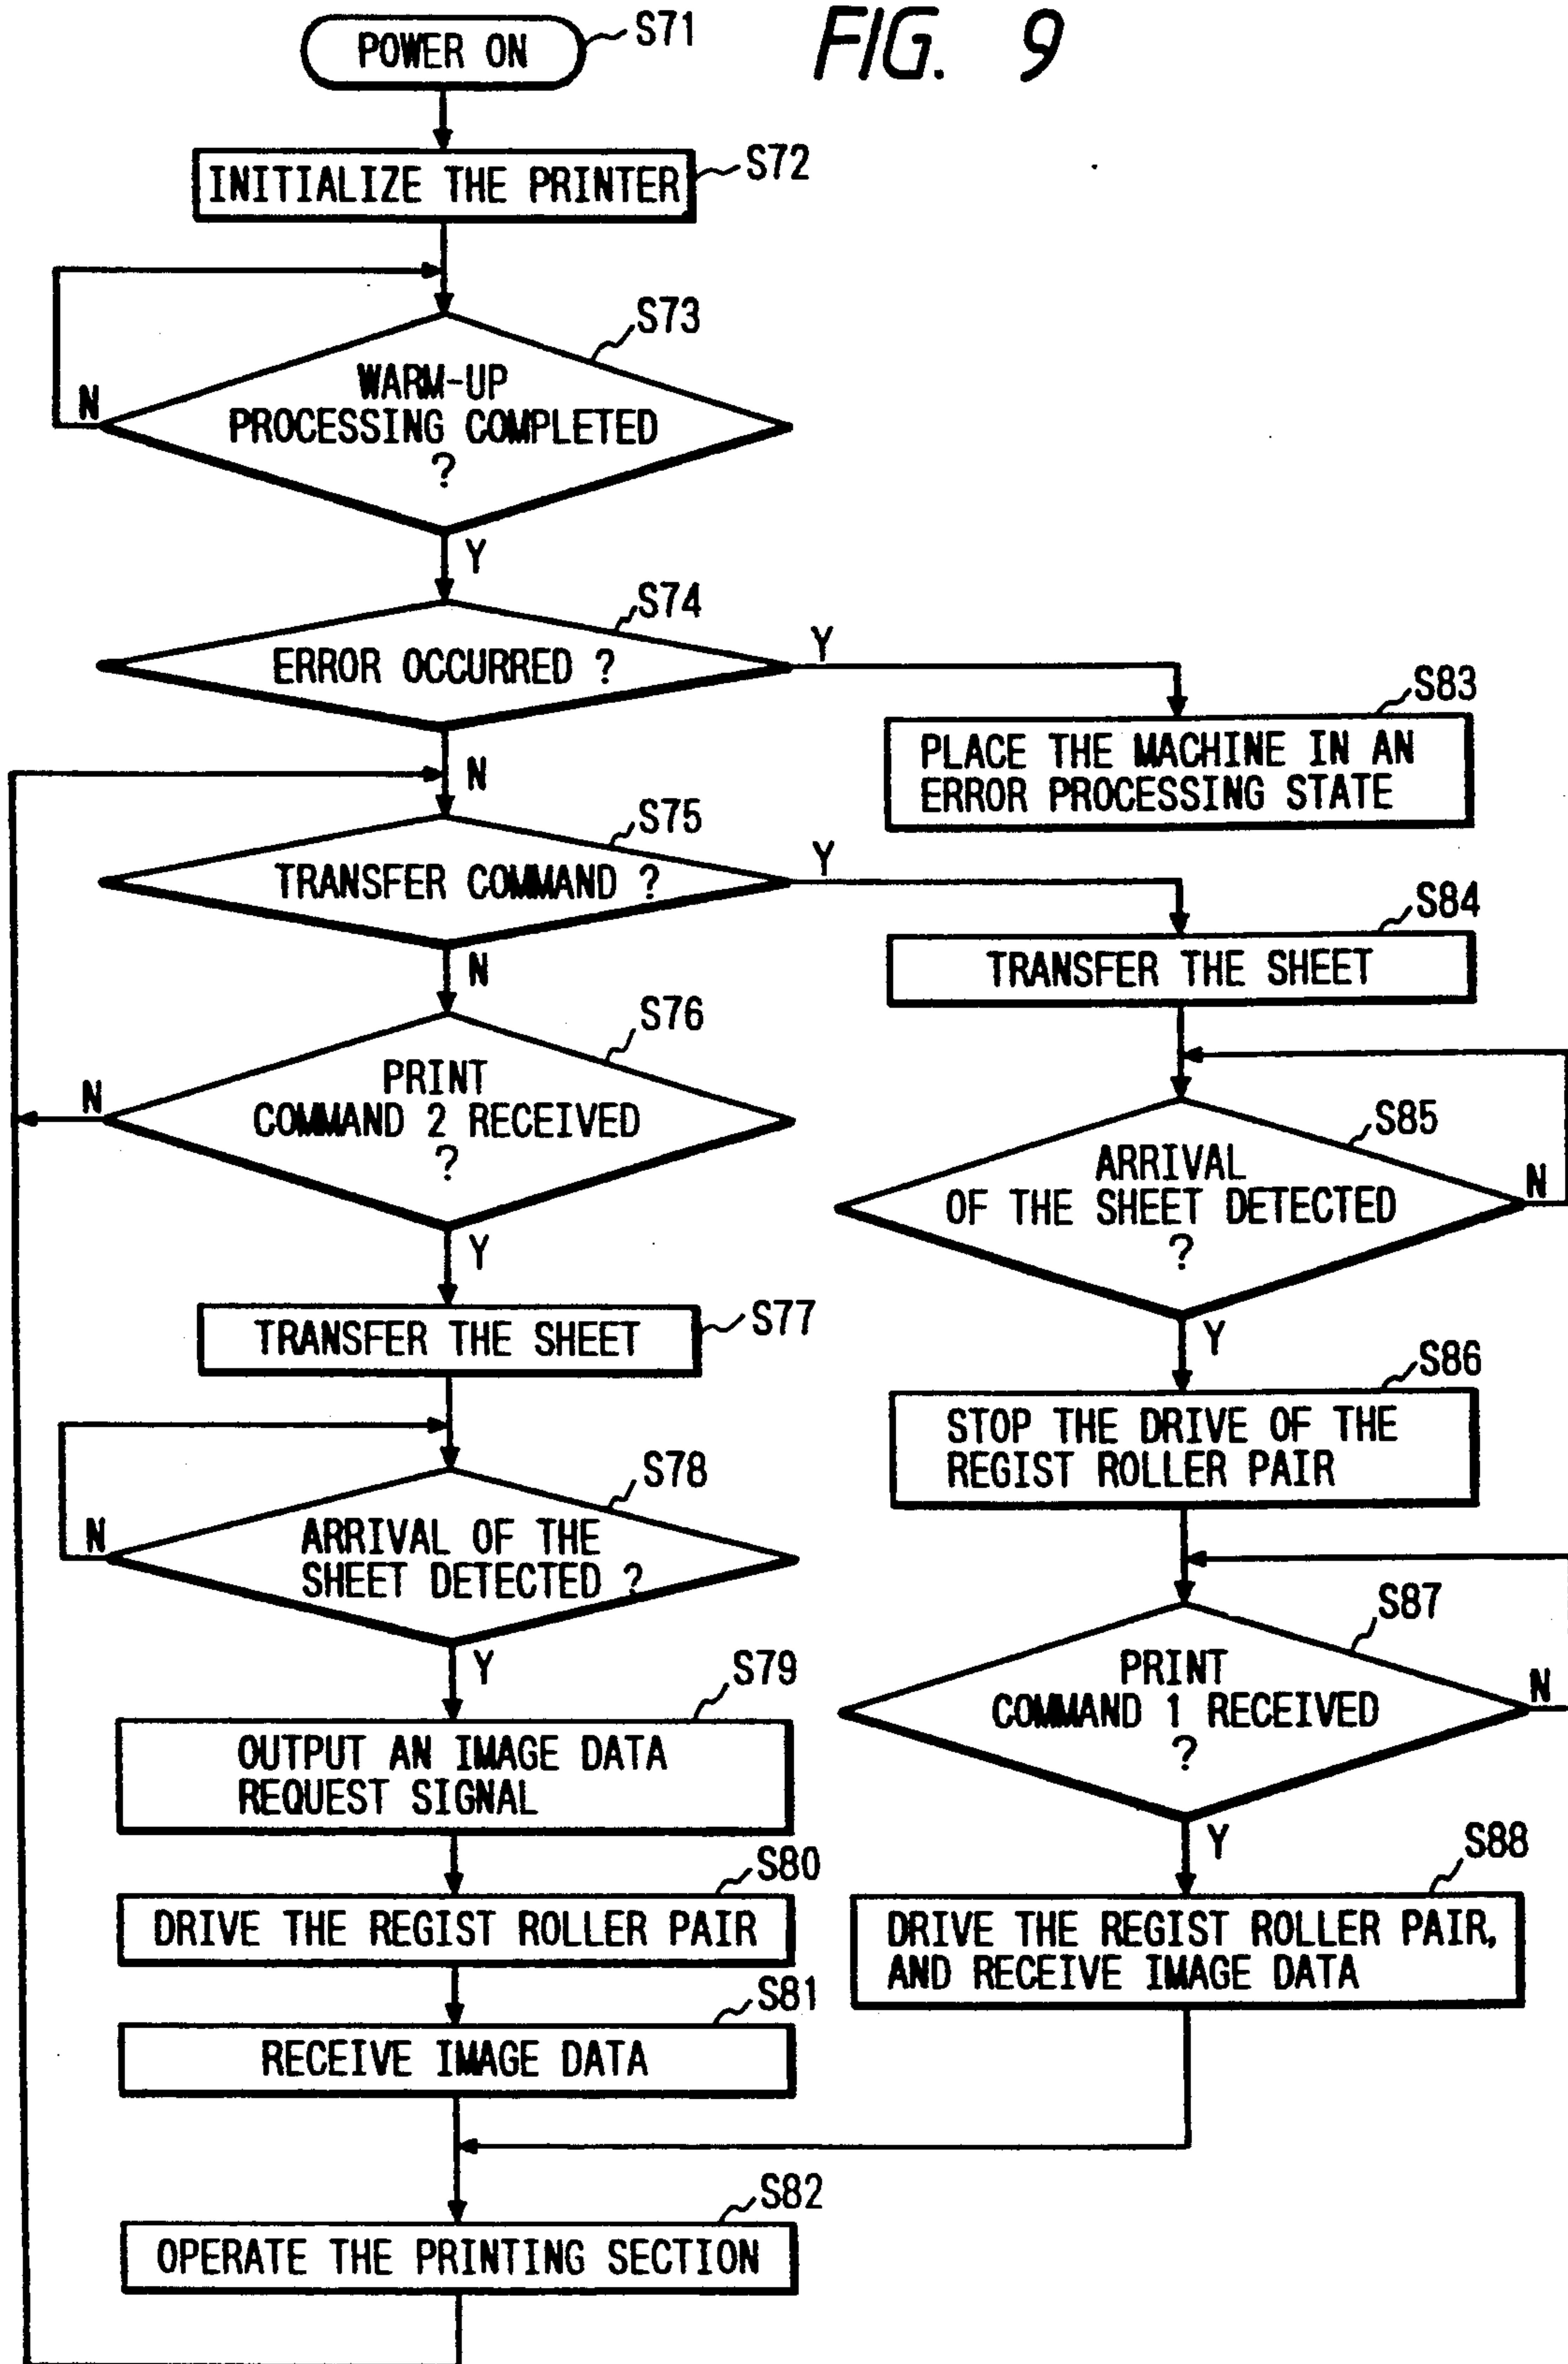 FIG. 9
POWER ON
S71
INITIALIZE THE PRINTER
S72
S73
WARM-UP
PROCESSING COMPLETED
?
N
Y
S74
ERROR OCCURRED ?
Y
N
S83
PLACE THE MACHINE IN AN
ERROR PROCESSING STATE
S75
TRANSFER COMMAND ?
Y
N
S84
TRANSFER THE SHEET
S76
PRINT
COMMAND 2 RECEIVED
?
N
Y
S85
ARRIVAL
OF THE SHEET DETECTED
?
N
Y
S77
TRANSFER THE SHEET
S86
STOP THE DRIVE OF THE
REGIST ROLLER PAIR
S78
ARRIVAL OF THE
SHEET DETECTED ?
N
Y
S87
PRINT
COMMAND 1 RECEIVED
?
N
Y
S79
OUTPUT AN IMAGE DATA
REQUEST SIGNAL
S80
DRIVE THE REGIST ROLLER PAIR
S88
DRIVE THE REGIST ROLLER PAIR,
AND RECEIVE IMAGE DATA
S81
RECEIVE IMAGE DATA
S82
OPERATE THE PRINTING SECTION